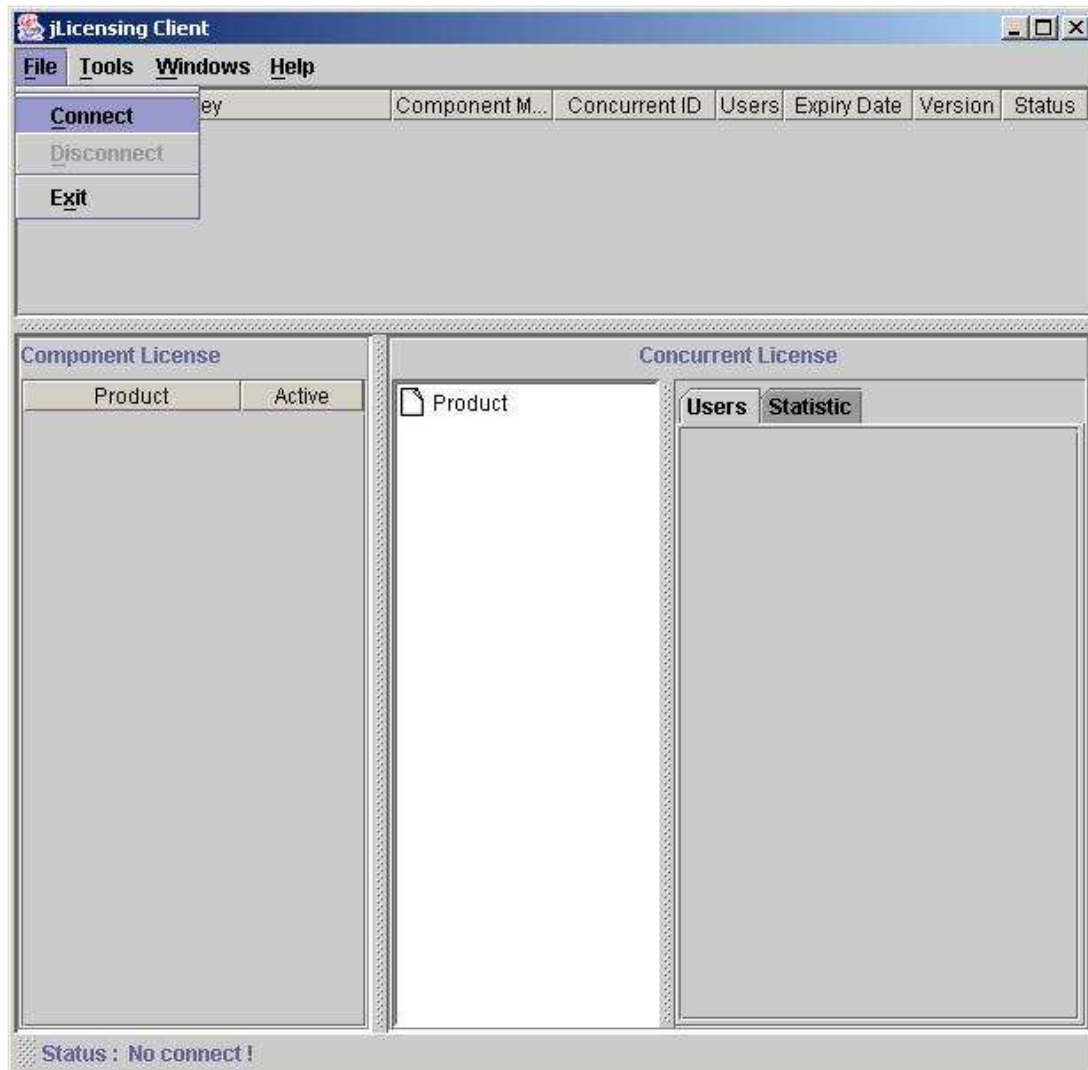 jLicensing Client
File Tools Windows Help
ey Component M... Concurrent ID Users Expiry Date Version Status
Connect
Disconnect
Exit
Component License
Concurrent License
Product Active
Product
Users Statistic
Status : No connect !